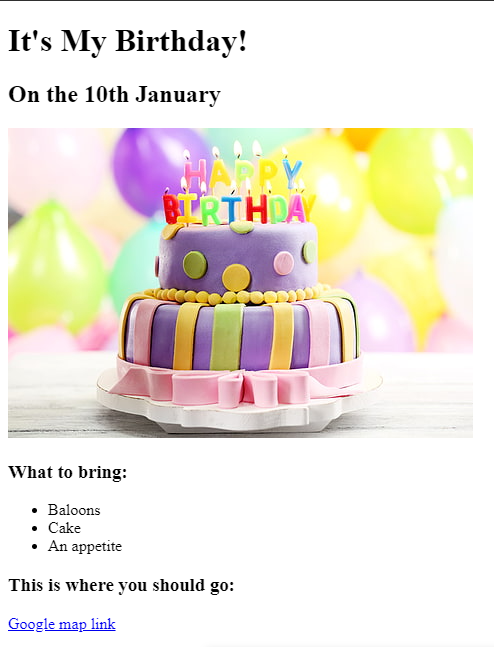 It's My Birthday!
On the 10th January
HAPPY
BIRTHDAY
What to bring:
Baloons
Cake
An appetite
This is where you should go:
Google map link